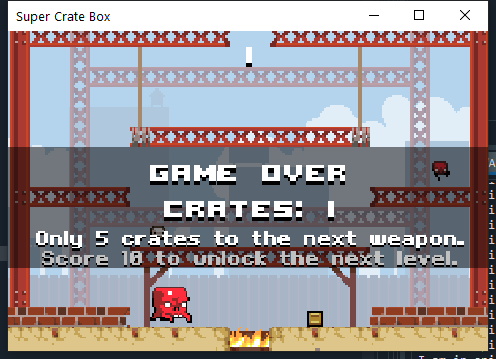 Super Crate Box
GAME OVER
CRATES: 1
Only 5 crates to the next weapon.
Score 10 to unlock the next level.